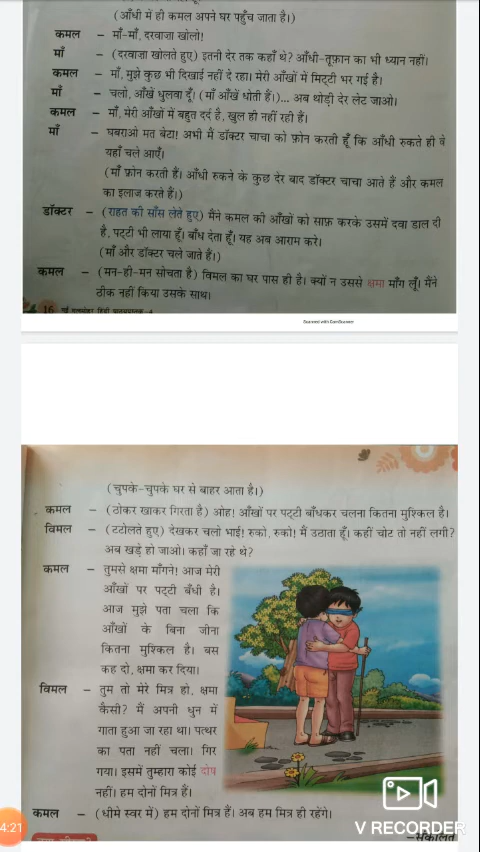 (आँधी में ही कमल अपने घर पहुँच जाता है।)
कमल – माँ-माँ, दरवाज़ा खोलो!
माँ – (दरवाज़ा खोलते हुए) इतनी देर तक कहाँ थे? आँधी-तूफ़ान का भी ध्यान नहीं।
कमल – माँ, मुझे कुछ भी दिखाई नहीं दे रहा। मेरी आँखों में मिट्टी भर गई है।
माँ – चलो, आँखें धुलवा दूँ। (माँ आँखें धोती हैं।)... अब थोड़ी देर लेट जाओ।
कमल – माँ, मेरी आँखों में बहुत दर्द है, खुल ही नहीं रही हैं।
माँ – घबराओ मत बेटा! अभी मैं डॉक्टर चाचा को फ़ोन करती हूँ कि आँधी रुकते ही वे
यहाँ चले आएँ।
(माँ फ़ोन करती हैं। आँधी रुकने के कुछ देर बाद डॉक्टर चाचा आते हैं और कमल
का इलाज करते हैं।)
डॉक्टर – (राहत की साँस लेते हुए) मैंने कमल की आँखों को साफ़ करके उसमें दवा डाल दी
है, पट्टी भी लाया हूँ। बाँध देता हूँ। यह अब आराम करे।
(माँ और डॉक्टर चले जाते हैं।)
कमल – (मन-ही-मन सोचता है) विमल का घर पास ही है। क्यों न उससे क्षमा माँग लूँ। मैंने
ठीक नहीं किया उसके साथ।
16
Scanned with CamScanner
(चुपके-चुपके घर से बाहर आता है।)
कमल – (ठोकर खाकर गिरता है) ओह! आँखों पर पट्टी बाँधकर चलना कितना मुश्किल है।
विमल – (टटोलते हुए) देखकर चलो भाई! रुको, रुको! मैं उठाता हूँ। कहीं चोट तो नहीं लगी?
अब खड़े हो जाओ। कहाँ जा रहे थे?
कमल – तुमसे क्षमा माँगने! आज मेरी
आँखों पर पट्टी बँधी है।
आज मुझे पता चला कि
आँखों के बिना जीना
कितना मुश्किल है। बस
कह दो, क्षमा कर दिया।
विमल – तुम तो मेरे मित्र हो, क्षमा
कैसी? मैं अपनी धुन में
गाता हुआ जा रहा था। पत्थर
का पता नहीं चला। गिर
गया। इसमें तुम्हारा कोई दोष
नहीं। हम दोनों मित्र हैं।
कमल – (धीमे स्वर में) हम दोनों मित्र हैं। अब हम मित्र ही रहेंगे।
–संकलित
4:21
V RECORDER